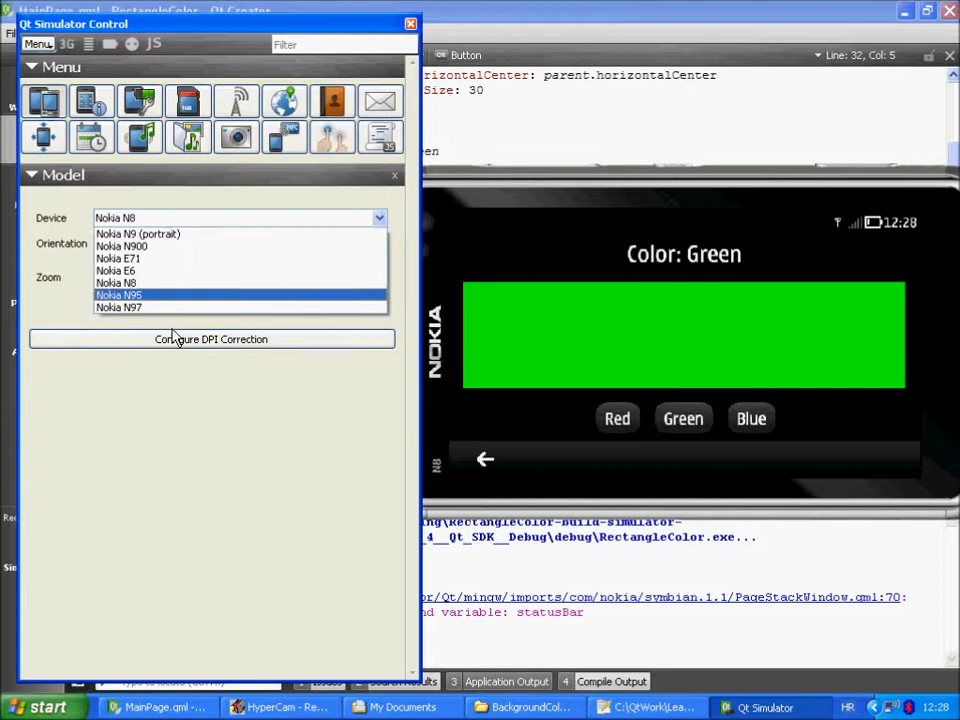 MainPage.qml - RectangleColor - Qt Creator
Qt Simulator Control
Menu
3G
JS
Filter
Button
Line: 32, Col: 5
Menu
rizontalCenter: parent.horizontalCenter
Size: 30
een
Model
x
Device
Nokia N8
Nokia N9 (portrait)
Orientation
Nokia N900
Nokia E71
Zoom
Nokia E6
Nokia N8
Nokia N95
Nokia N97
Configure DPI Correction
12:28
Color: Green
NOKIA
Red
Green
Blue
N8
ng\RectangleColor-build-simulator-
_4__Qt_SDK__Debug\debug\RectangleColor.exe...
or/Qt/mingw/imports/com/nokia/symbian.1.1/PageStackWindow.qml:70:
nd variable: statusBar
3 Application Output
4 Compile Output
start
MainPage.qml - ...
HyperCam - Re...
My Documents
BackgroundCol...
C:\QtWork\Lea...
Qt Simulator
HR
12:28